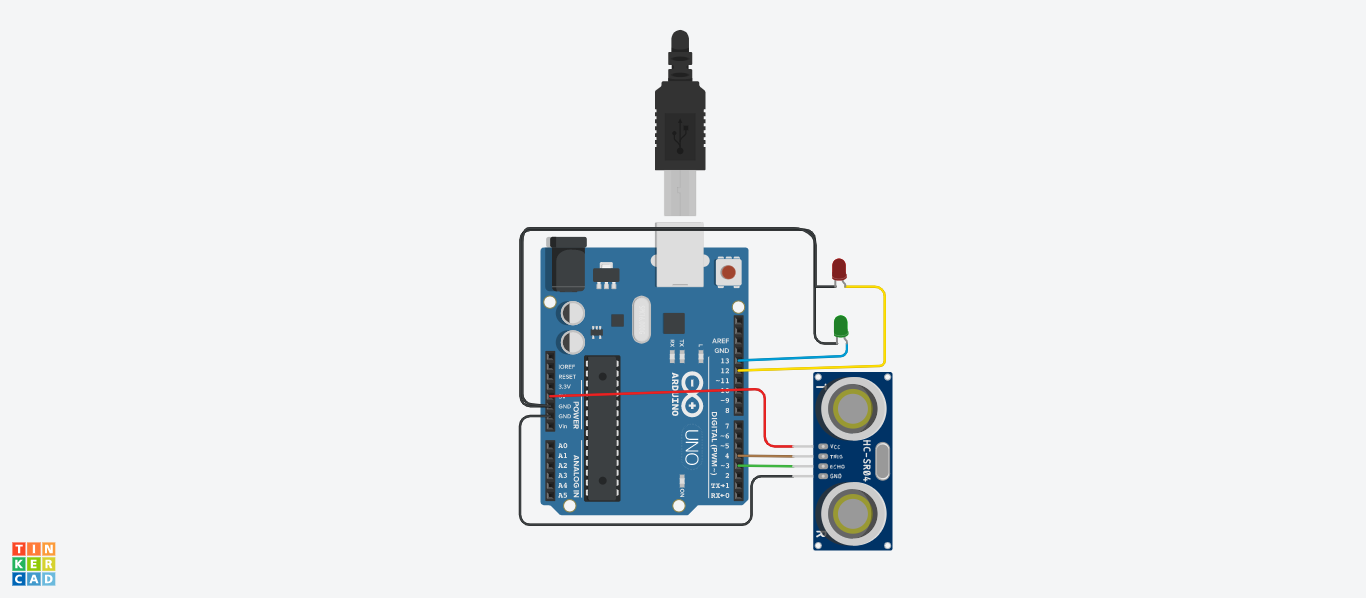 AREF
GND
13
12
~11
~9
8
IOREF
RESET
3.3V
GND
GND
Vin
POWER
A0
A1
A2
A3
A4
A5
ANALOG IN
RX
TX
L
ARDUINO
UNO
ON
DIGITAL (PWM~)
7
~6
~5
4
~3
2
TX→1
RX←0
Vcc
TRIG
ECHO
GND
HC-SR04
T
R
TIN
KER
CAD